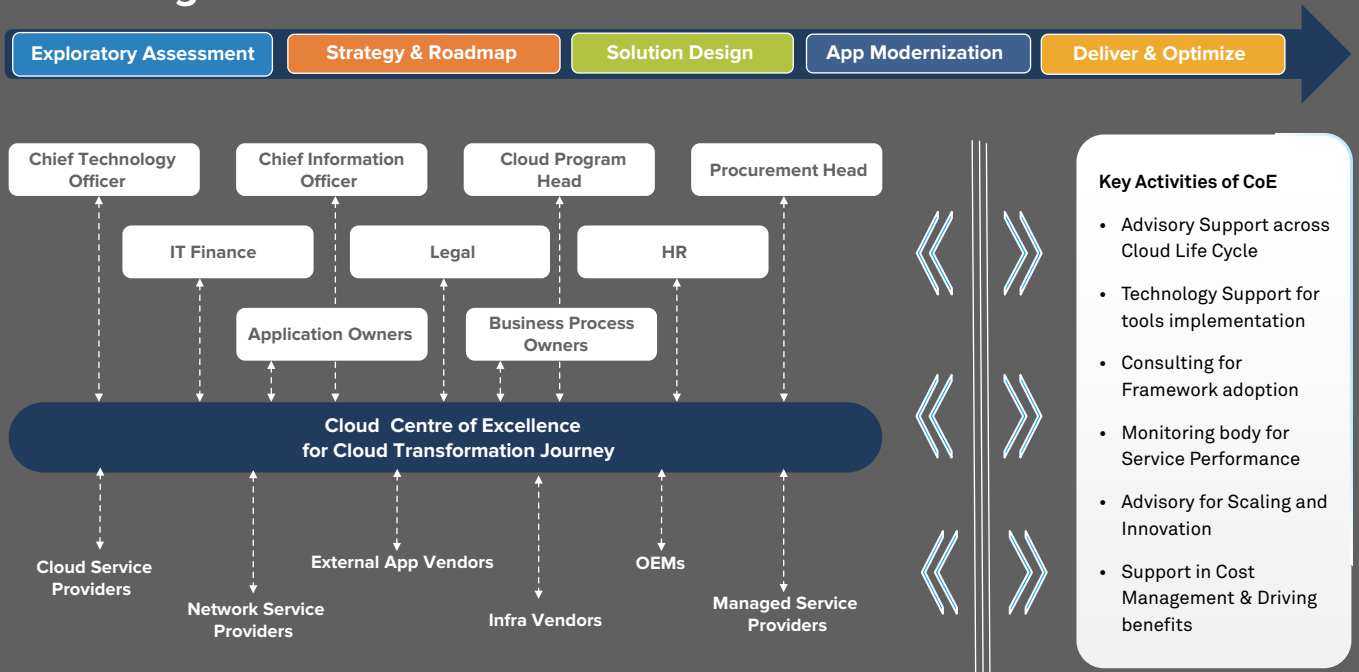 Exploratory Assessment
Strategy & Roadmap
Solution Design
App Modernization
Deliver & Optimize
Chief Technology
Officer
Chief Information
Officer
Cloud Program
Head
Procurement Head
IT Finance
Legal
HR
Application Owners
Business Process
Owners
Cloud Centre of Excellence
for Cloud Transformation Journey
Cloud Service
Providers
Network Service
Providers
External App Vendors
Infra Vendors
OEMs
Managed Service
Providers
Key Activities of CoE
• Advisory Support across
Cloud Life Cycle
• Technology Support for
tools implementation
• Consulting for
Framework adoption
• Monitoring body for
Service Performance
• Advisory for Scaling and
Innovation
• Support in Cost
Management & Driving
benefits